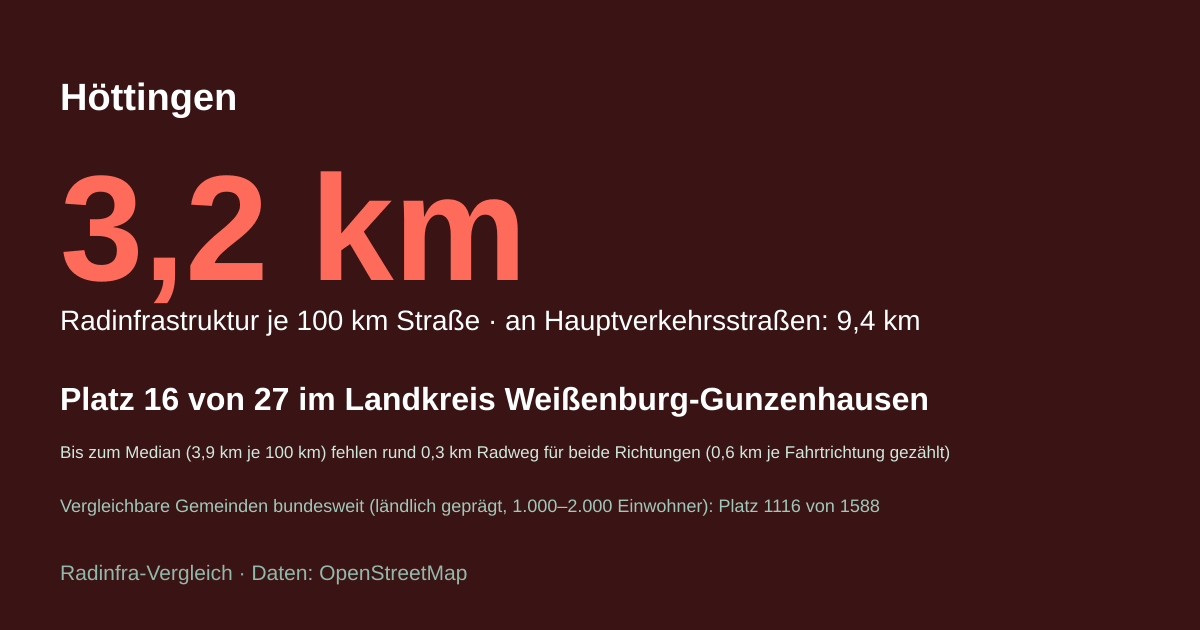 Höttingen
3,2 km
Radinfrastruktur je 100 km Straße · an Hauptverkehrsstraßen: 9,4 km
Platz 16 von 27 im Landkreis Weißenburg-Gunzenhausen
Bis zum Median (3,9 km je 100 km) fehlen rund 0,3 km Radweg für beide Richtungen (0,6 km je Fahrtrichtung gezählt)
Vergleichbare Gemeinden bundesweit (ländlich geprägt, 1.000–2.000 Einwohner): Platz 1116 von 1588
Radinfra-Vergleich · Daten: OpenStreetMap